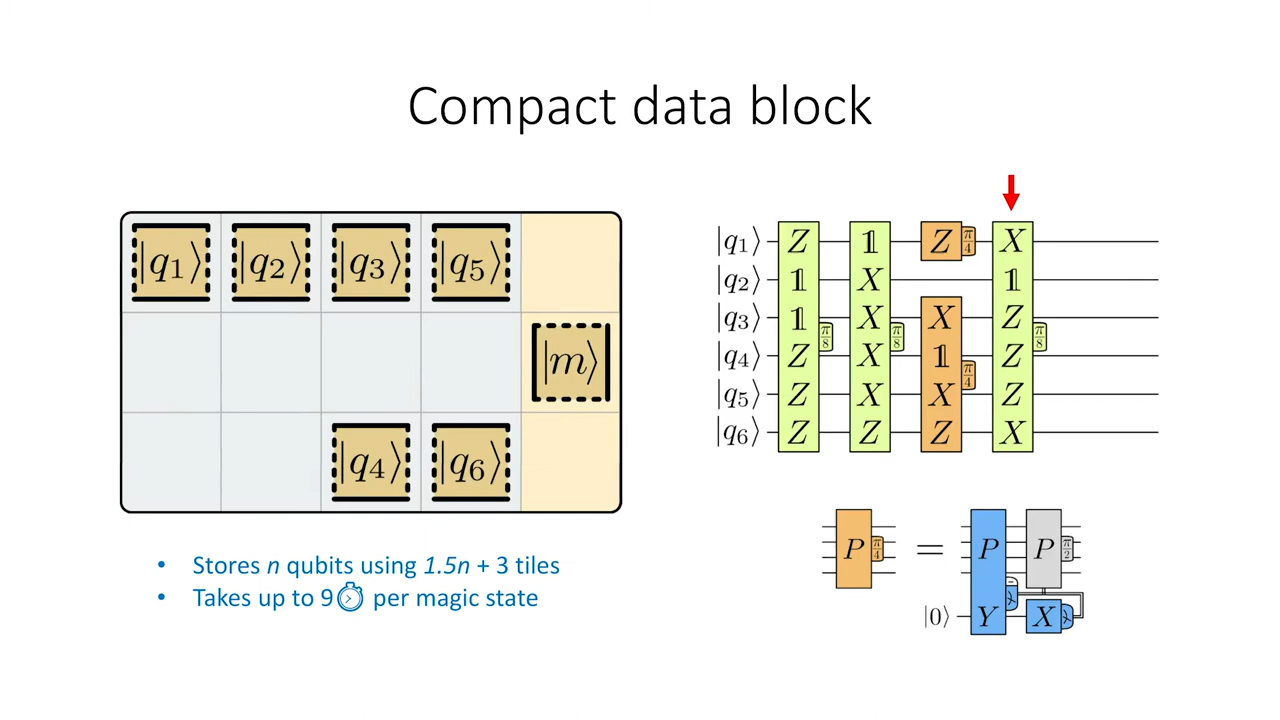 Compact data block
|q₁⟩ |q₂⟩ |q₃⟩ |q₅⟩
|m⟩
|q₄⟩ |q₆⟩
• Stores n qubits using 1.5n + 3 tiles
• Takes up to 9 per magic state
|q₁⟩ Z 𝟙 Z π/4 X
|q₂⟩ 𝟙 X 𝟙
|q₃⟩ 𝟙 π/8 X π/8 X Z π/8
|q₄⟩ Z X 𝟙 π/4 Z
|q₅⟩ Z X X Z
|q₆⟩ Z Z Z X
P π/4 = P P π/2
|0⟩ Y − X